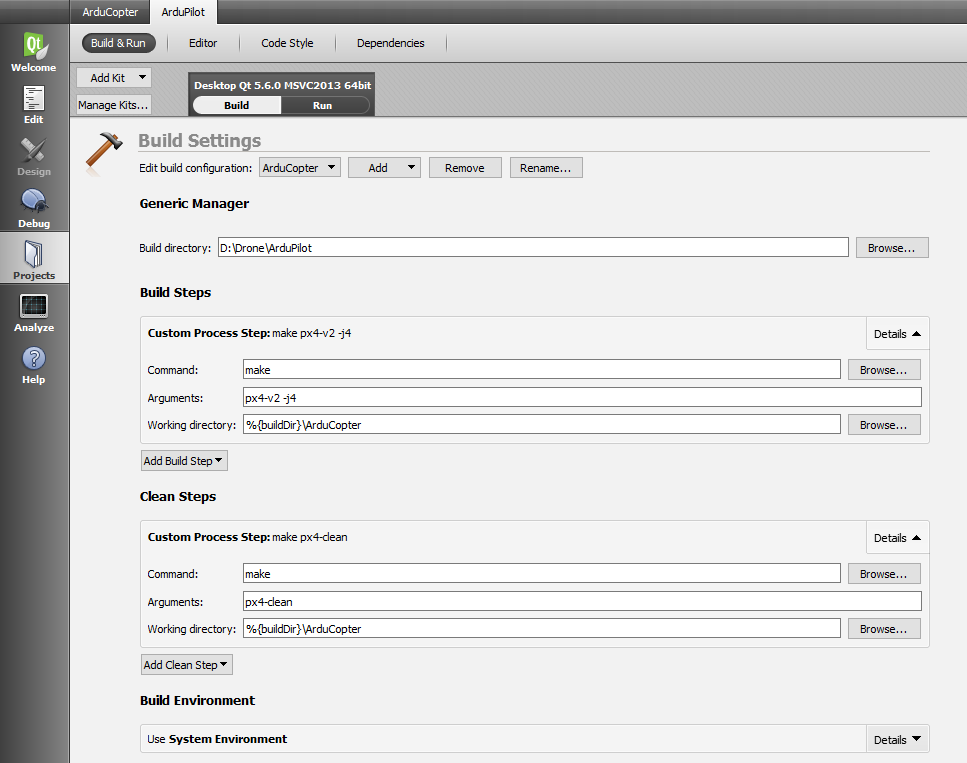 ArduCopter ArduPilot
Build & Run Editor Code Style Dependencies
Qt
Welcome
Edit
Design
Debug
Projects
Analyze
?
Help
Add Kit
Manage Kits...
Desktop Qt 5.6.0 MSVC2013 64bit
Build Run
Build Settings
Edit build configuration: ArduCopter Add Remove Rename...
Generic Manager
Build directory: D:\Drone\ArduPilot Browse...
Build Steps
Custom Process Step: make px4-v2 -j4 Details
Command: make Browse...
Arguments: px4-v2 -j4
Working directory: %{buildDir}\ArduCopter Browse...
Add Build Step
Clean Steps
Custom Process Step: make px4-clean Details
Command: make Browse...
Arguments: px4-clean
Working directory: %{buildDir}\ArduCopter Browse...
Add Clean Step
Build Environment
Use System Environment Details